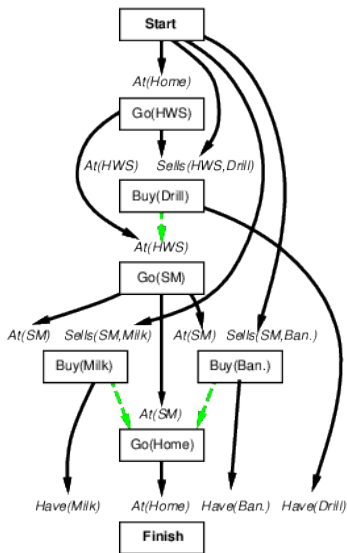 Start
At(Home)
Go(HWS)
At(HWS) Sells(HWS,Drill)
Buy(Drill)
At(HWS)
Go(SM)
At(SM) Sells(SM,Milk) At(SM) Sells(SM,Ban.)
Buy(Milk) Buy(Ban.)
At(SM)
Go(Home)
Have(Milk) At(Home) Have(Ban.) Have(Drill)
Finish